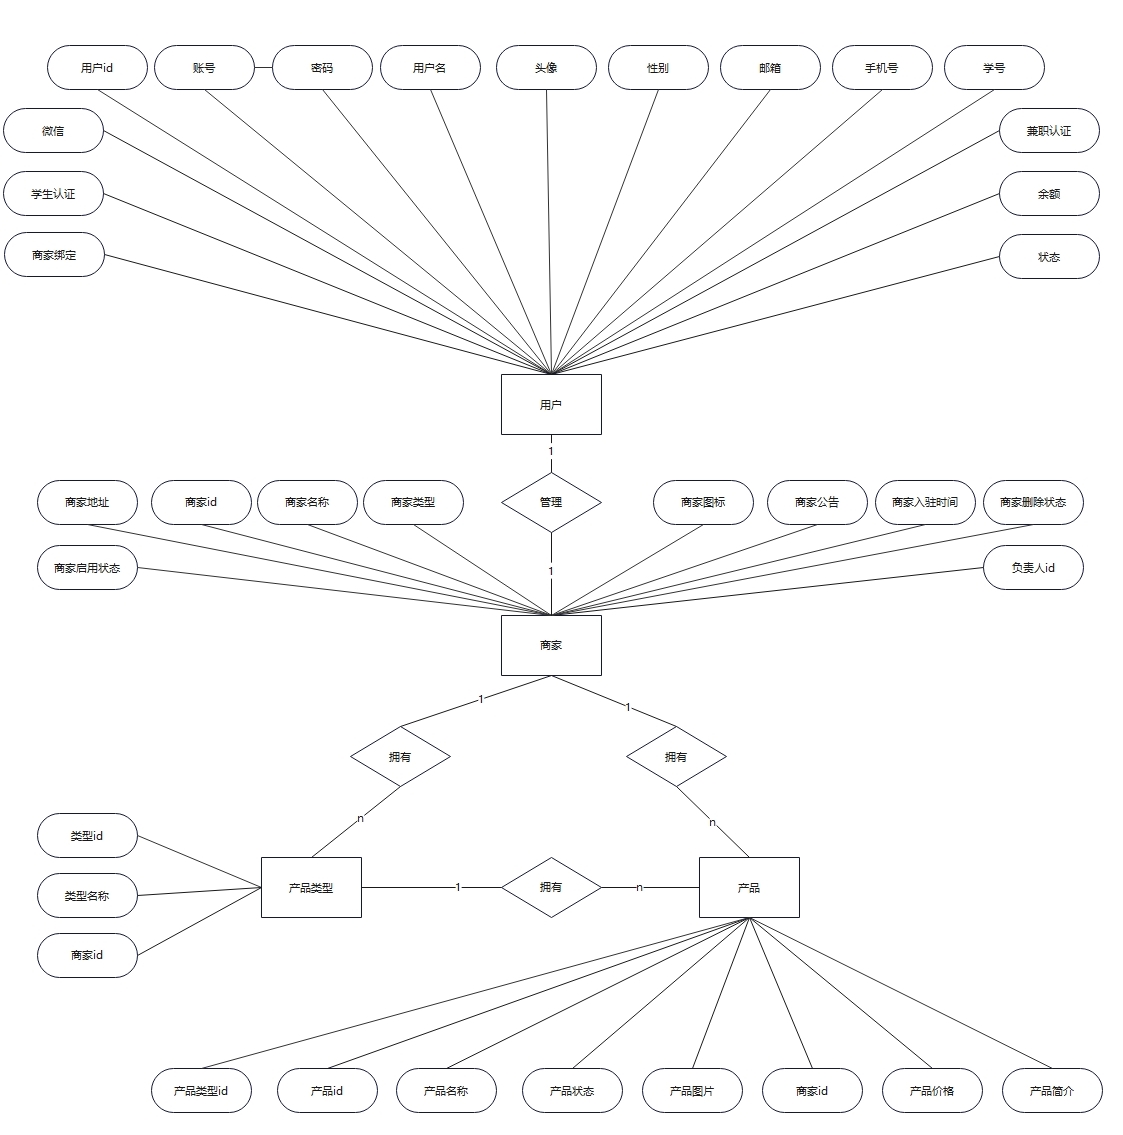 用户id
账号
密码
用户名
头像
性别
邮箱
手机号
学号
微信
兼职认证
学生认证
余额
商家绑定
状态
用户
1
管理
商家地址
商家id
商家名称
商家类型
商家图标
商家公告
商家入驻时间
商家删除状态
商家启用状态
1
负责人id
商家
1
1
拥有
拥有
n
n
类型id
类型名称
商家id
产品类型
1
拥有
n
产品
产品类型id
产品id
产品名称
产品状态
产品图片
商家id
产品价格
产品简介